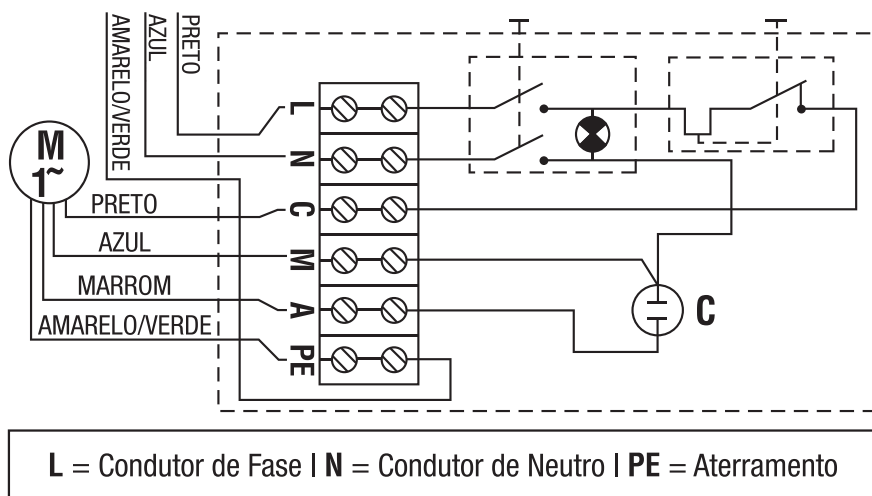 AMARELO/VERDE
AZUL
PRETO
M
1~
L
N
C
M
A
PE
PRETO
AZUL
MARROM
AMARELO/VERDE
C
L = Condutor de Fase | N = Condutor de Neutro | PE = Aterramento